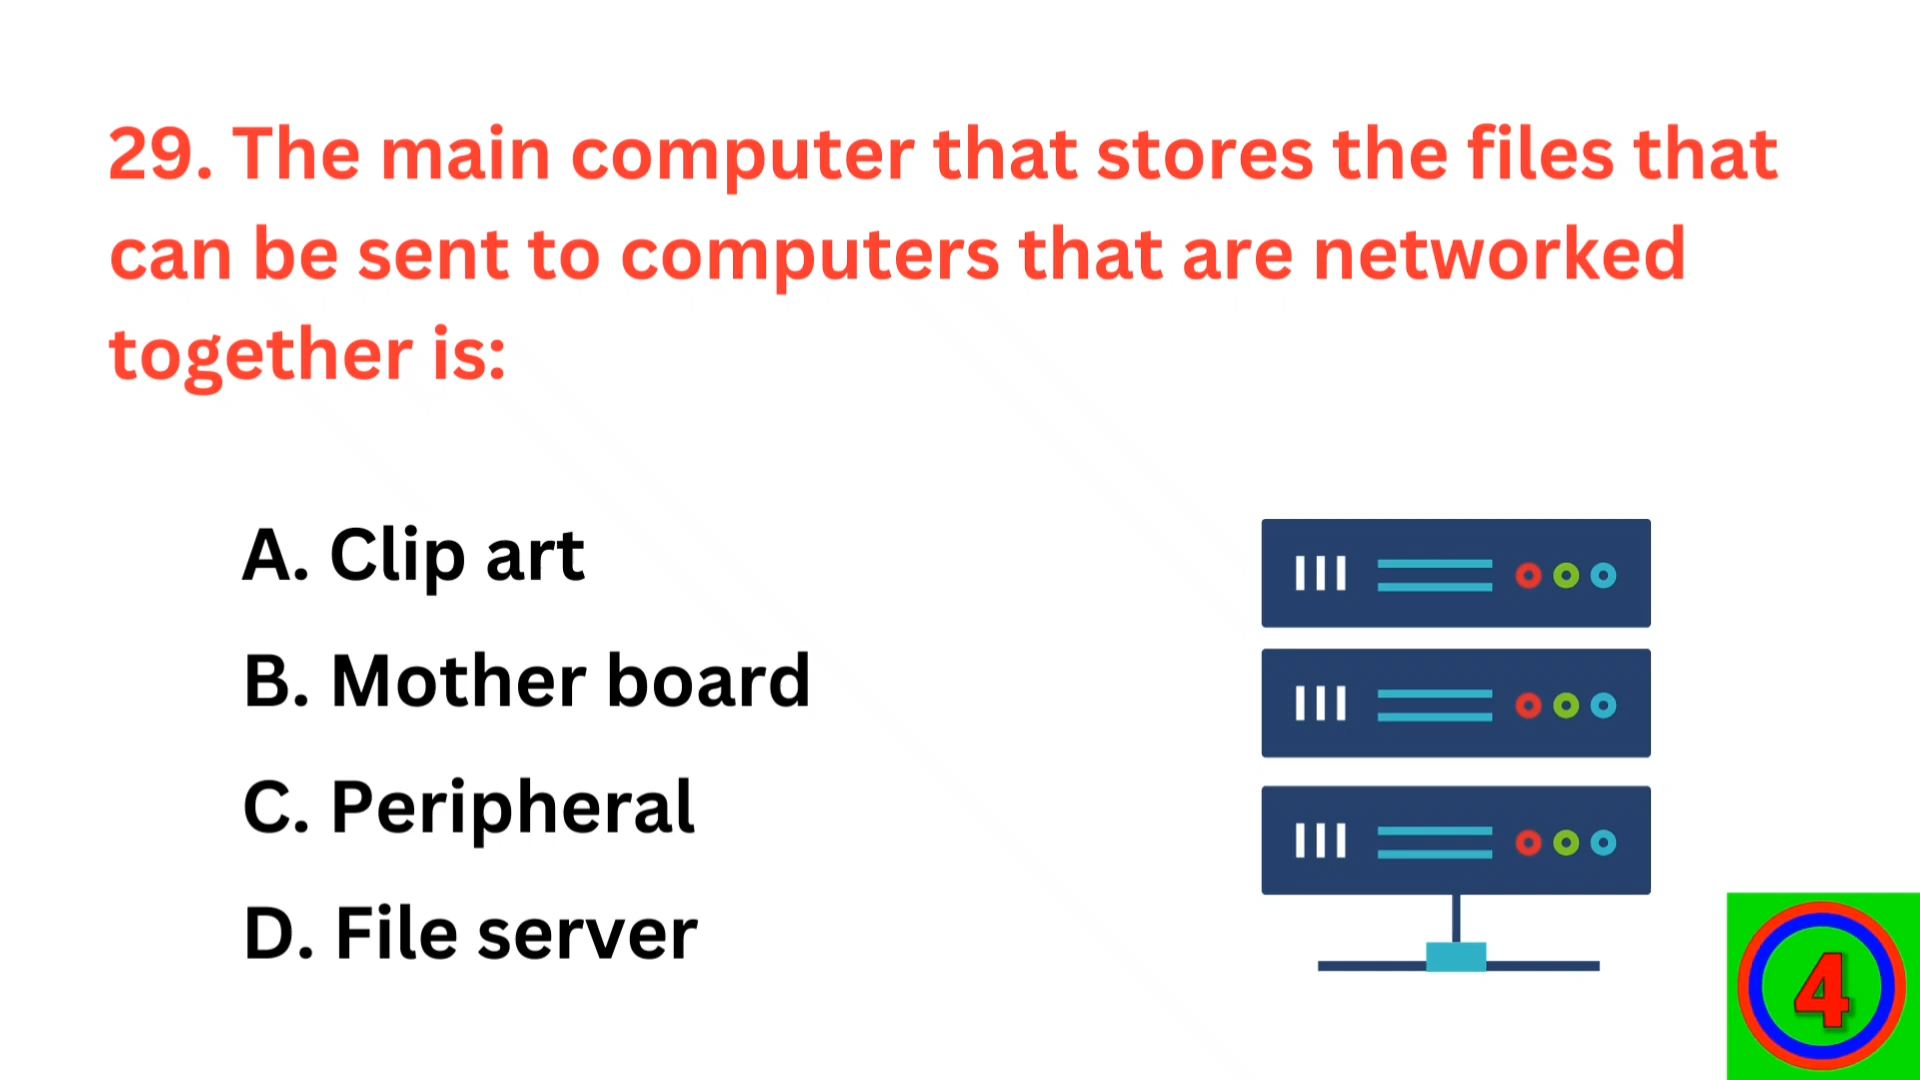 29. The main computer that stores the files that
can be sent to computers that are networked
together is:
A. Clip art
B. Mother board
C. Peripheral
D. File server
4